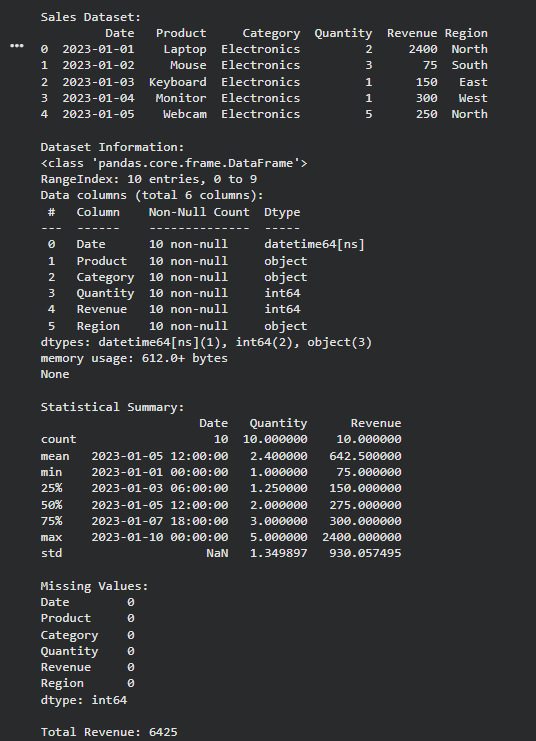 Sales Dataset:
        Date   Product     Category  Quantity  Revenue Region
0 2023-01-01    Laptop  Electronics         2     2400  North
1 2023-01-02     Mouse  Electronics         3       75  South
2 2023-01-03  Keyboard  Electronics         1      150   East
3 2023-01-04   Monitor  Electronics         1      300   West
4 2023-01-05    Webcam  Electronics         5      250  North

Dataset Information:
<class 'pandas.core.frame.DataFrame'>
RangeIndex: 10 entries, 0 to 9
Data columns (total 6 columns):
 #   Column    Non-Null Count  Dtype
---  ------    --------------  -----
 0   Date      10 non-null     datetime64[ns]
 1   Product   10 non-null     object
 2   Category  10 non-null     object
 3   Quantity  10 non-null     int64
 4   Revenue   10 non-null     int64
 5   Region    10 non-null     object
dtypes: datetime64[ns](1), int64(2), object(3)
memory usage: 612.0+ bytes
None

Statistical Summary:
                      Date   Quantity      Revenue
count                   10  10.000000    10.000000
mean   2023-01-05 12:00:00   2.400000   642.500000
min    2023-01-01 00:00:00   1.000000    75.000000
25%    2023-01-03 06:00:00   1.250000   150.000000
50%    2023-01-05 12:00:00   2.000000   275.000000
75%    2023-01-07 18:00:00   3.000000   300.000000
max    2023-01-10 00:00:00   5.000000  2400.000000
std                    NaN   1.349897   930.057495

Missing Values:
Date        0
Product     0
Category    0
Quantity    0
Revenue     0
Region      0
dtype: int64

Total Revenue: 6425